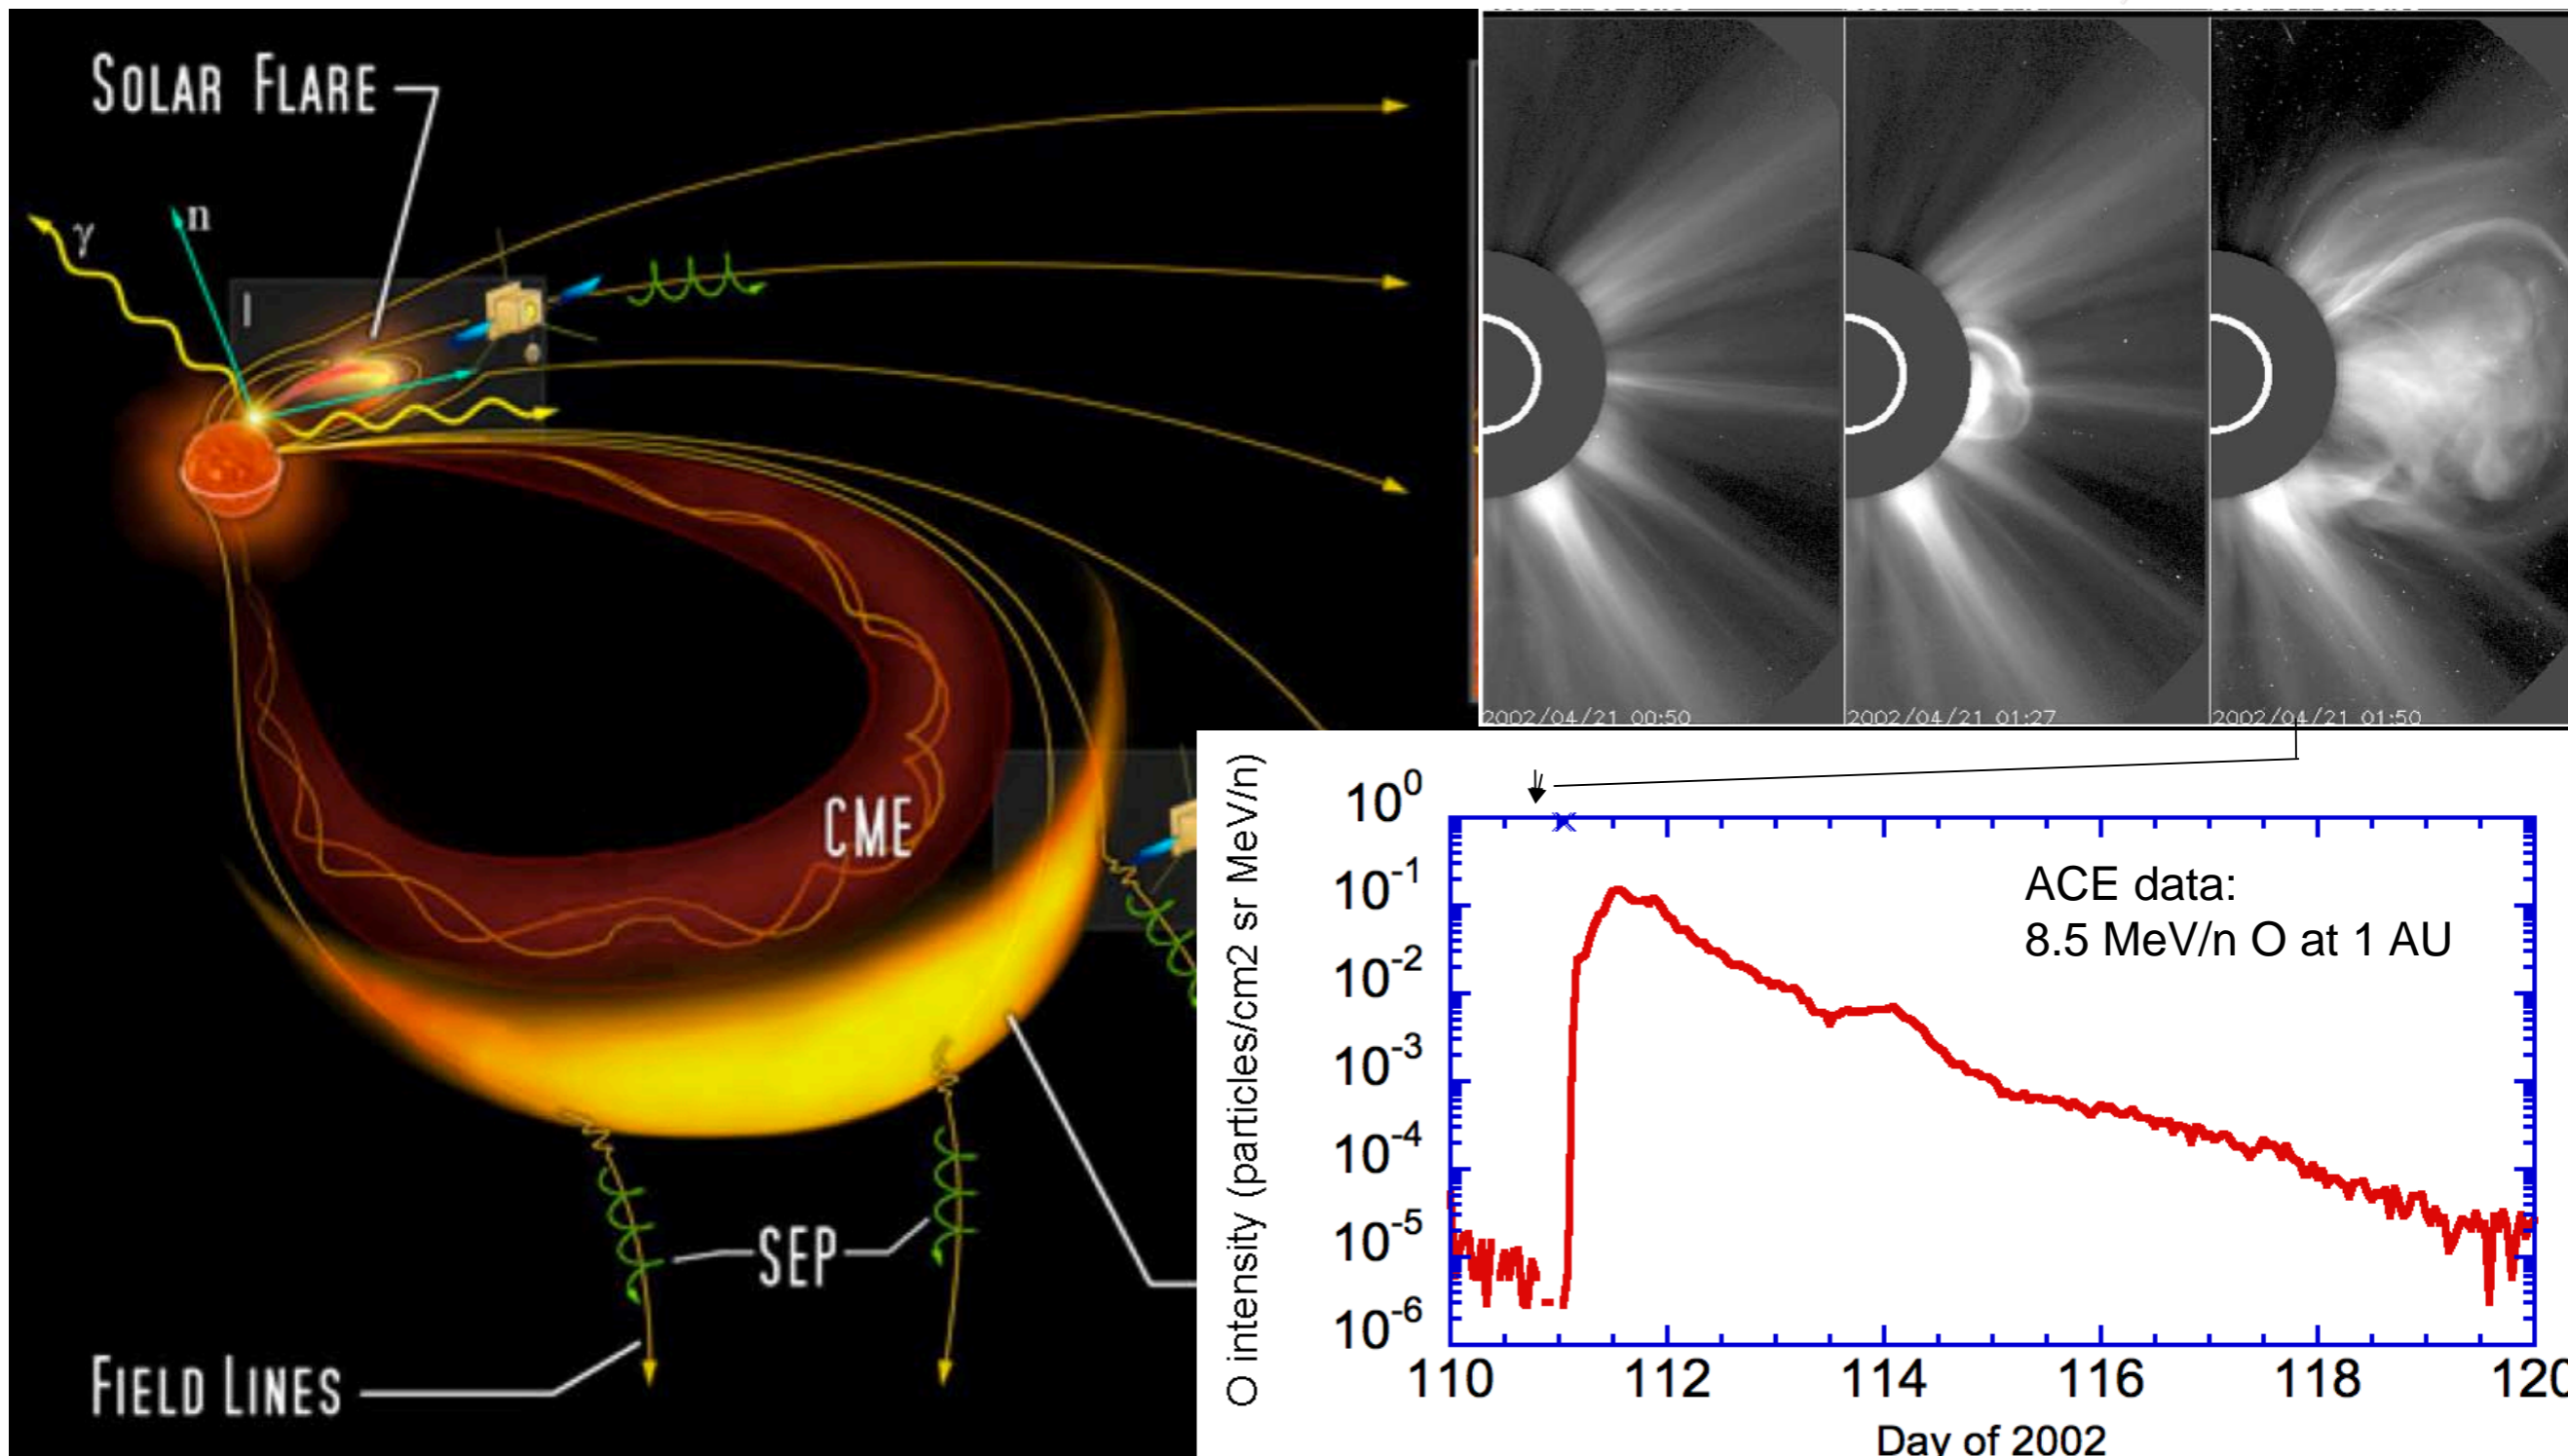 SOLAR FLARE
γ
n
I
CME
SEP
FIELD LINES
2002/04/21 00:50
2002/04/21 01:27
2002/04/21 01:50
O intensity (particles/cm2 sr MeV/n)
10⁰
10⁻¹
10⁻²
10⁻³
10⁻⁴
10⁻⁵
10⁻⁶
ACE data:
8.5 MeV/n O at 1 AU
110 112 114 116 118 120
Day of 2002